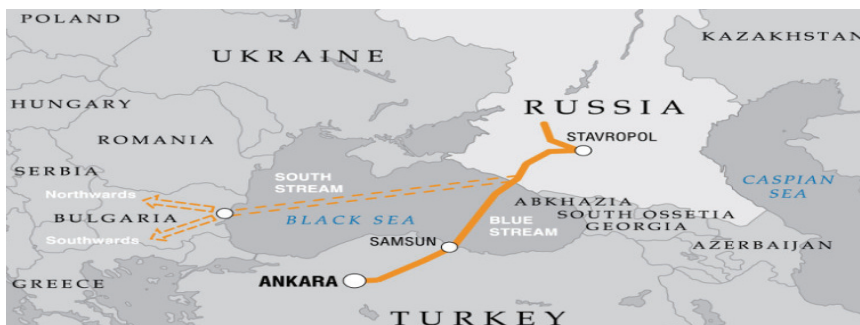 POLAND
UKRAINE
KAZAKHSTAN
HUNGARY
RUSSIA
ROMANIA
STAVROPOL
SERBIA
SOUTH
STREAM
CASPIAN
SEA
Northwards
ABKHAZIA
BULGARIA
BLACK SEA
BLUE
STREAM
SOUTH OSSETIA
GEORGIA
Southwards
SAMSUN
AZERBAIJAN
GREECE
ANKARA
TURKEY